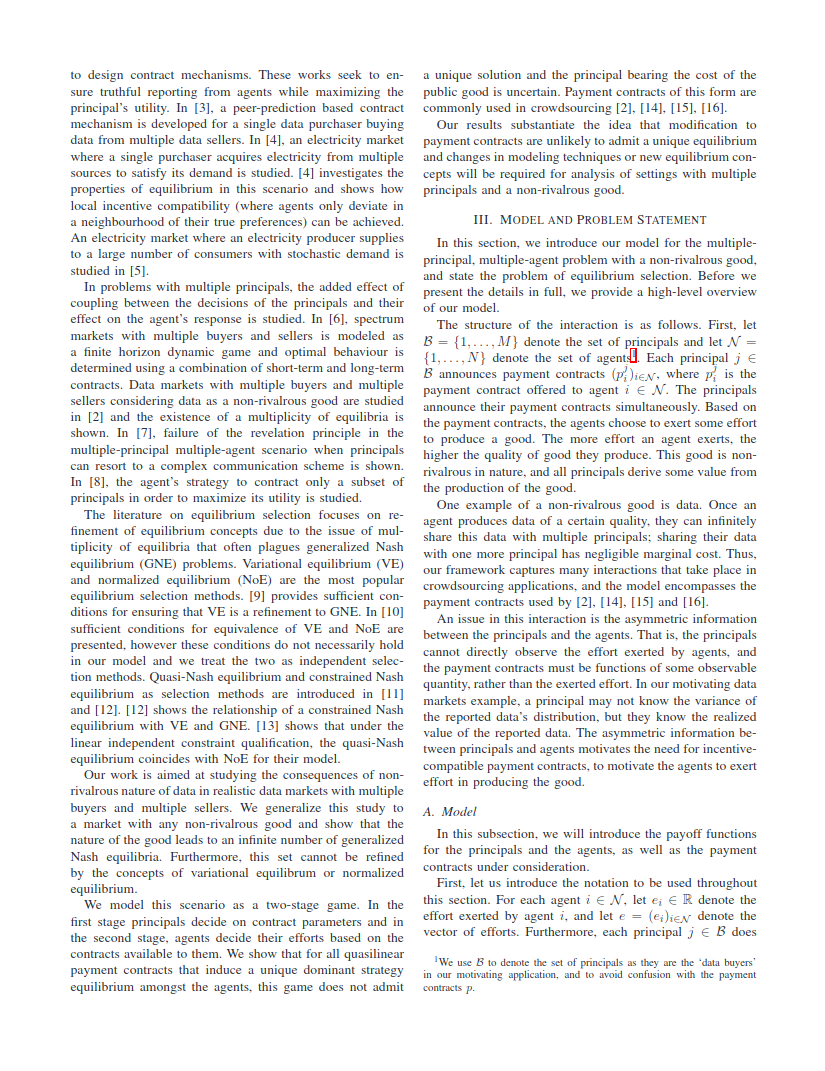 to design contract mechanisms. These works seek to en-
sure truthful reporting from agents while maximizing the
principal's utility. In [3], a peer-prediction based contract
mechanism is developed for a single data purchaser buying
data from multiple data sellers. In [4], an electricity market
where a single purchaser acquires electricity from multiple
sources to satisfy its demand is studied. [4] investigates the
properties of equilibrium in this scenario and shows how
local incentive compatibility (where agents only deviate in
a neighbourhood of their true preferences) can be achieved.
An electricity market where an electricity producer supplies
to a large number of consumers with stochastic demand is
studied in [5].
In problems with multiple principals, the added effect of
coupling between the decisions of the principals and their
effect on the agent's response is studied. In [6], spectrum
markets with multiple buyers and sellers is modeled as
a finite horizon dynamic game and optimal behaviour is
determined using a combination of short-term and long-term
contracts. Data markets with multiple buyers and multiple
sellers considering data as a non-rivalrous good are studied
in [2] and the existence of a multiplicity of equilibria is
shown. In [7], failure of the revelation principle in the
multiple-principal multiple-agent scenario when principals
can resort to a complex communication scheme is shown.
In [8], the agent's strategy to contract only a subset of
principals in order to maximize its utility is studied.
The literature on equilibrium selection focuses on re-
finement of equilibrium concepts due to the issue of mul-
tiplicity of equilibria that often plagues generalized Nash
equilibrium (GNE) problems. Variational equilibrium (VE)
and normalized equilibrium (NoE) are the most popular
equilibrium selection methods. [9] provides sufficient con-
ditions for ensuring that VE is a refinement to GNE. In [10]
sufficient conditions for equivalence of VE and NoE are
presented, however these conditions do not necessarily hold
in our model and we treat the two as independent selec-
tion methods. Quasi-Nash equilibrium and constrained Nash
equilibrium as selection methods are introduced in [11]
and [12]. [12] shows the relationship of a constrained Nash
equilibrium with VE and GNE. [13] shows that under the
linear independent constraint qualification, the quasi-Nash
equilibrium coincides with NoE for their model.
Our work is aimed at studying the consequences of non-
rivalrous nature of data in realistic data markets with multiple
buyers and multiple sellers. We generalize this study to
a market with any non-rivalrous good and show that the
nature of the good leads to an infinite number of generalized
Nash equilibria. Furthermore, this set cannot be refined
by the concepts of variational equilibrum or normalized
equilibrium.
We model this scenario as a two-stage game. In the
first stage principals decide on contract parameters and in
the second stage, agents decide their efforts based on the
contracts available to them. We show that for all quasilinear
payment contracts that induce a unique dominant strategy
equilibrium amongst the agents, this game does not admit
a unique solution and the principal bearing the cost of the
public good is uncertain. Payment contracts of this form are
commonly used in crowdsourcing [2], [14], [15], [16].
Our results substantiate the idea that modification to
payment contracts are unlikely to admit a unique equilibrium
and changes in modeling techniques or new equilibrium con-
cepts will be required for analysis of settings with multiple
principals and a non-rivalrous good.
III. MODEL AND PROBLEM STATEMENT
In this section, we introduce our model for the multiple-
principal, multiple-agent problem with a non-rivalrous good,
and state the problem of equilibrium selection. Before we
present the details in full, we provide a high-level overview
of our model.
The structure of the interaction is as follows. First, let
ℬ = {1, . . . , M} denote the set of principals and let 𝒩 =
{1, . . . , N} denote the set of agents¹. Each principal j ∈
ℬ announces payment contracts (p_i^j)_{i∈𝒩}, where p_i^j is the
payment contract offered to agent i ∈ 𝒩. The principals
announce their payment contracts simultaneously. Based on
the payment contracts, the agents choose to exert some effort
to produce a good. The more effort an agent exerts, the
higher the quality of good they produce. This good is non-
rivalrous in nature, and all principals derive some value from
the production of the good.
One example of a non-rivalrous good is data. Once an
agent produces data of a certain quality, they can infinitely
share this data with multiple principals; sharing their data
with one more principal has negligible marginal cost. Thus,
our framework captures many interactions that take place in
crowdsourcing applications, and the model encompasses the
payment contracts used by [2], [14], [15] and [16].
An issue in this interaction is the asymmetric information
between the principals and the agents. That is, the principals
cannot directly observe the effort exerted by agents, and
the payment contracts must be functions of some observable
quantity, rather than the exerted effort. In our motivating data
markets example, a principal may not know the variance of
the reported data's distribution, but they know the realized
value of the reported data. The asymmetric information be-
tween principals and agents motivates the need for incentive-
compatible payment contracts, to motivate the agents to exert
effort in producing the good.
A. Model
In this subsection, we will introduce the payoff functions
for the principals and the agents, as well as the payment
contracts under consideration.
First, let us introduce the notation to be used throughout
this section. For each agent i ∈ 𝒩, let e_i ∈ ℝ denote the
effort exerted by agent i, and let e = (e_i)_{i∈𝒩} denote the
vector of efforts. Furthermore, each principal j ∈ ℬ does
¹We use ℬ to denote the set of principals as they are the 'data buyers'
in our motivating application, and to avoid confusion with the payment
contracts p.